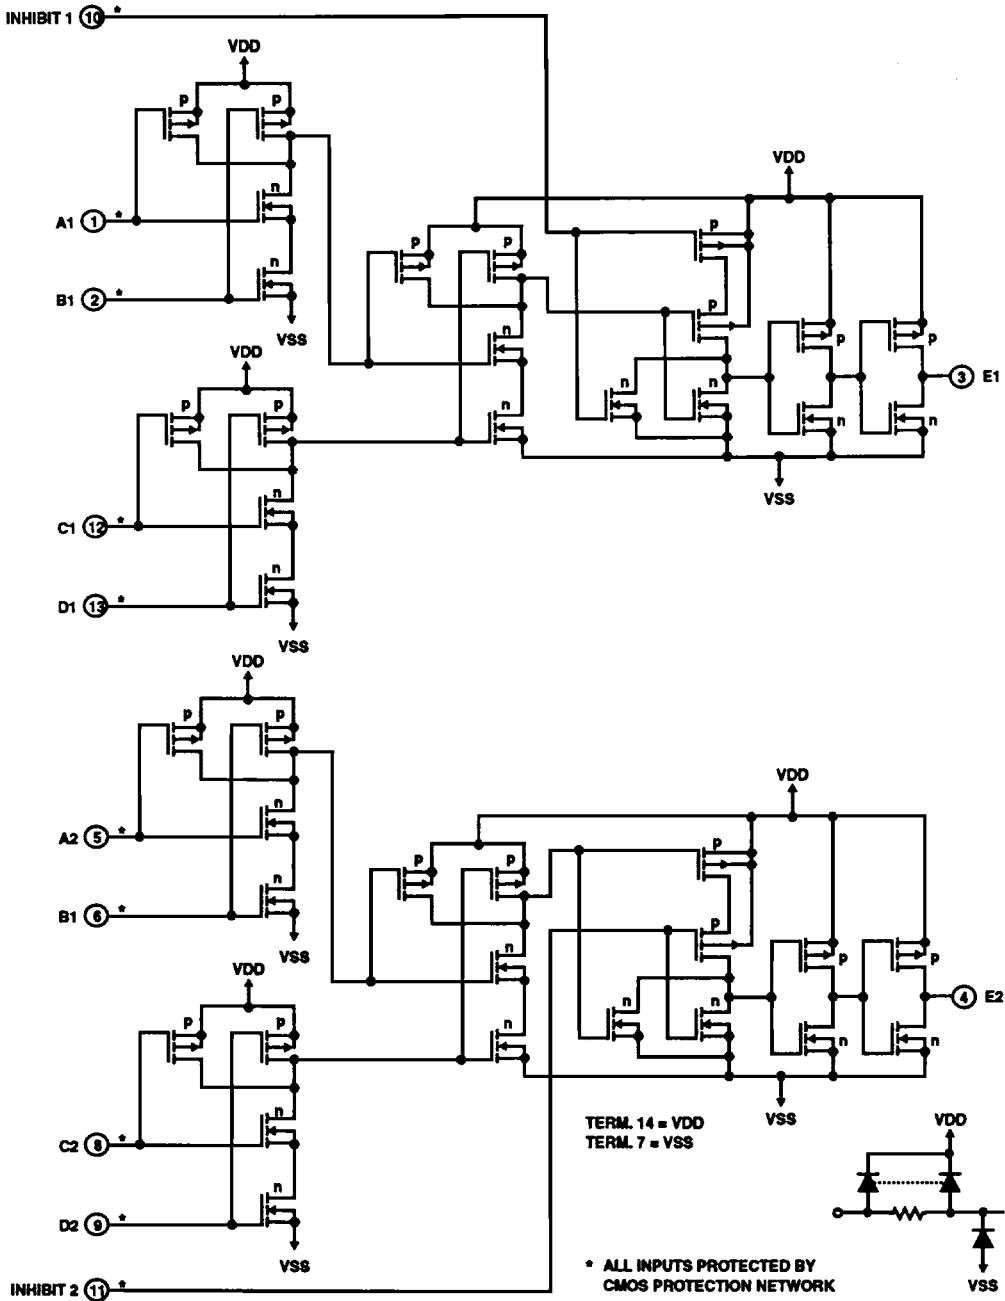 INHIBIT 1 10 *
VDD
p
p
n
A1 1 *
n
B1 2 *
VSS
VDD
p
p
n
C1 12 *
n
D1 13 *
VSS
VDD
p
p
p
p
n
n
n
n
p
p
n
n
3 E1
VSS
VDD
p
p
n
A2 5 *
n
B1 6 *
VSS
VDD
p
p
n
C2 8 *
n
D2 9 *
VSS
INHIBIT 2 11 *
VDD
p
p
p
p
n
n
n
n
p
p
n
n
4 E2
VSS
TERM. 14 = VDD
TERM. 7 = VSS
VDD
VSS
* ALL INPUTS PROTECTED BY
CMOS PROTECTION NETWORK